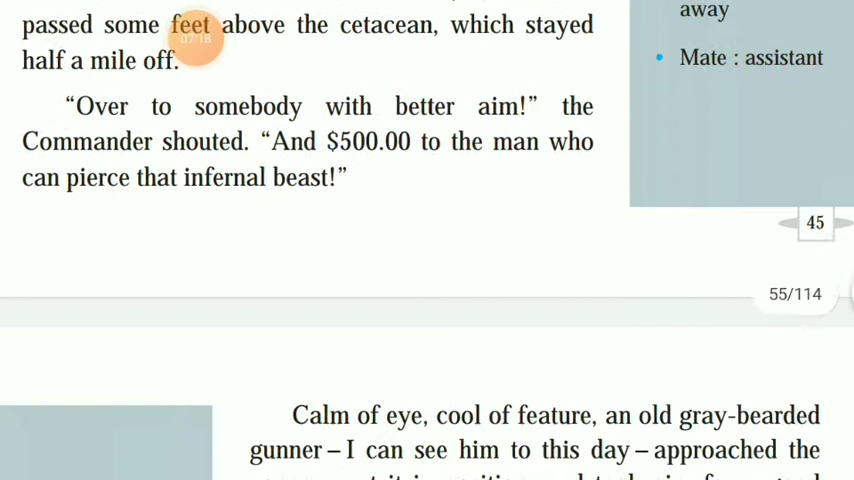 passed some feet above the cetacean, which stayed
half a mile off.
07:18
“Over to somebody with better aim!” the
Commander shouted. “And $500.00 to the man who
can pierce that infernal beast!”
away
• Mate : assistant
45
55/114
Calm of eye, cool of feature, an old gray-bearded
gunner – I can see him to this day – approached the